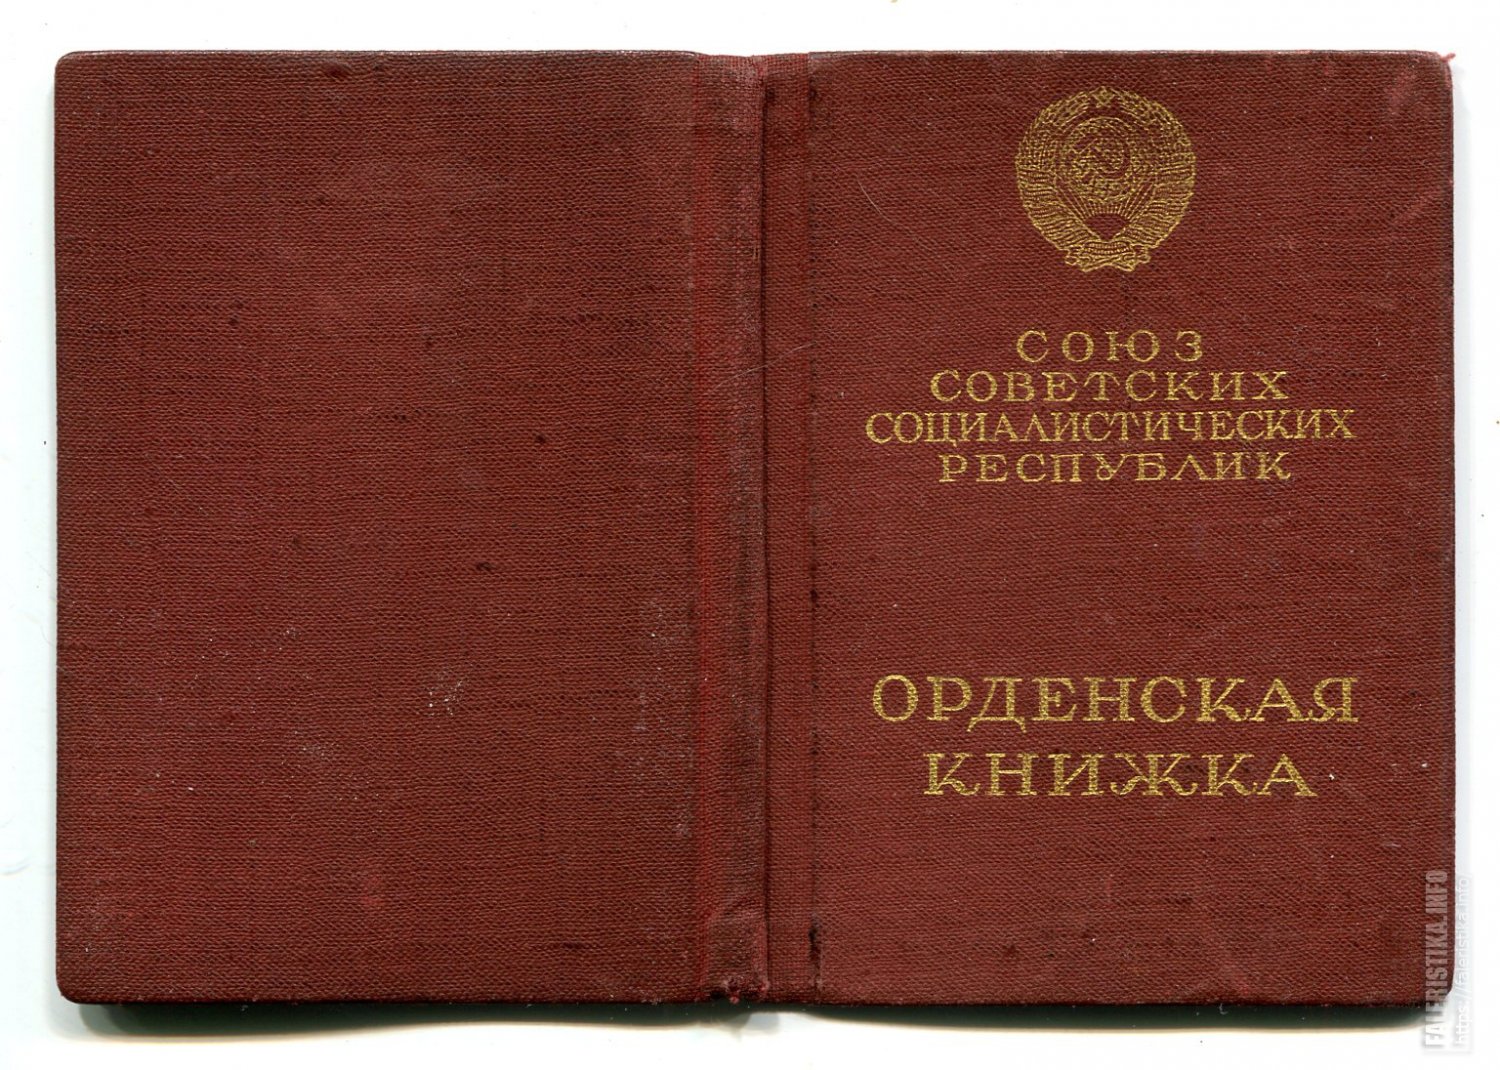 СОЮЗ
СОВЕТСКИХ
СОЦИАЛИСТИЧЕСКИХ
РЕСПУБЛИК
ОРДЕНСКАЯ
КНИЖКА
FALERISTIKA.INFO
https://faleristika.info